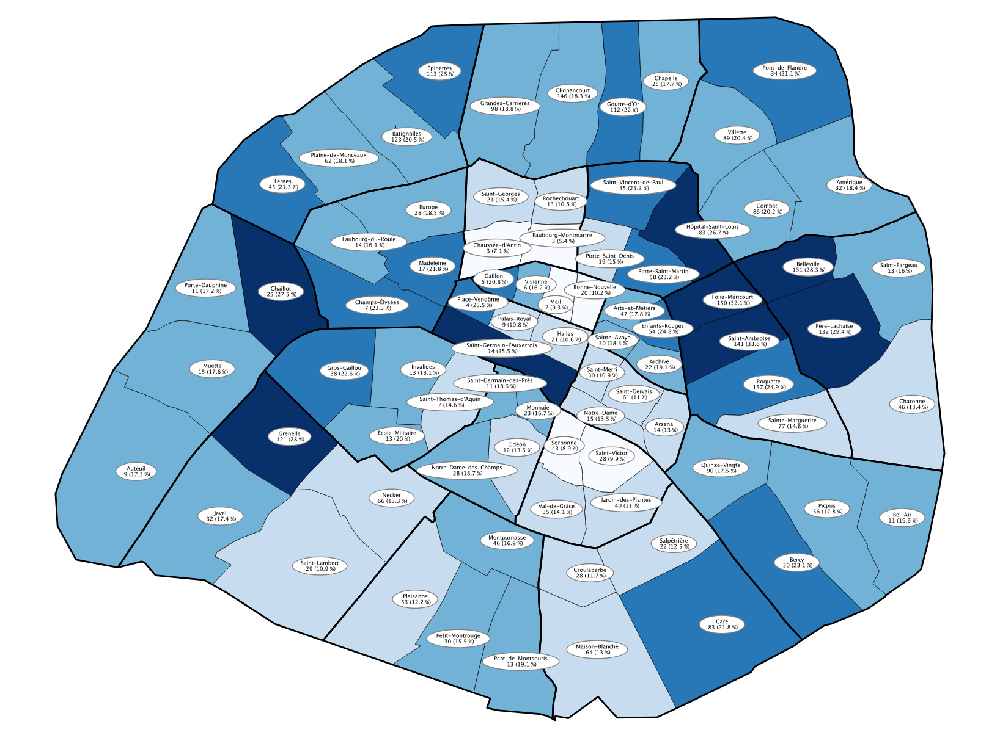 Épinettes
113 (25 %)
Pont-de-Flandre
34 (21.1 %)
Chapelle
25 (17.7 %)
Clignancourt
146 (18.3 %)
Grandes-Carrières
98 (18.8 %)
Goutte-d'Or
112 (22 %)
Batignolles
123 (20.5 %)
Villette
89 (20.4 %)
Plaine-de-Monceaux
62 (18.1 %)
Ternes
45 (21.3 %)
Saint-Vincent-de-Paul
35 (25.2 %)
Amérique
32 (18.4 %)
Saint-Georges
21 (15.4 %)
Rochechouart
13 (10.8 %)
Europe
28 (18.5 %)
Combat
86 (20.2 %)
Hôpital-Saint-Louis
83 (26.7 %)
Faubourg-du-Roule
14 (16.1 %)
Faubourg-Montmartre
3 (5.4 %)
Chaussée-d'Antin
3 (7.1 %)
Porte-Saint-Denis
19 (15 %)
Madeleine
17 (21.8 %)
Belleville
131 (28.3 %)
Saint-Fargeau
13 (16 %)
Porte-Saint-Martin
58 (23.2 %)
Gaillon
5 (20.8 %)
Vivienne
6 (16.2 %)
Porte-Dauphine
11 (17.2 %)
Chaillot
25 (27.5 %)
Bonne-Nouvelle
20 (10.2 %)
Folie-Méricourt
150 (32.1 %)
Champs-Élysées
7 (23.3 %)
Place-Vendôme
4 (23.5 %)
Mail
7 (9.3 %)
Arts-et-Métiers
47 (17.8 %)
Palais-Royal
9 (10.8 %)
Enfants-Rouges
54 (24.8 %)
Père-Lachaise
132 (29.4 %)
Halles
21 (10.6 %)
Sainte-Avoye
30 (18.3 %)
Saint-Ambroise
141 (33.6 %)
Saint-Germain-l'Auxerrois
14 (25.5 %)
Archive
22 (19.1 %)
Muette
15 (17.6 %)
Gros-Caillou
38 (22.6 %)
Invalides
13 (18.1 %)
Saint-Merri
30 (10.9 %)
Saint-Germain-des-Prés
11 (18.6 %)
Roquette
157 (24.9 %)
Saint-Gervais
61 (11 %)
Saint-Thomas-d'Aquin
7 (14.6 %)
Charonne
46 (13.4 %)
Monnaie
23 (16.7 %)
Notre-Dame
15 (13.5 %)
Sainte-Marguerite
77 (14.8 %)
Arsenal
14 (13 %)
Grenelle
121 (28 %)
École-Militaire
13 (20 %)
Odéon
12 (13.5 %)
Sorbonne
43 (8.9 %)
Saint-Victor
28 (9.9 %)
Auteuil
9 (17.3 %)
Notre-Dame-des-Champs
28 (18.7 %)
Quinze-Vingts
90 (17.5 %)
Necker
66 (13.3 %)
Jardin-des-Plantes
40 (11 %)
Val-de-Grâce
35 (14.1 %)
Picpus
56 (17.8 %)
Javel
32 (17.4 %)
Bel-Air
11 (19.6 %)
Montparnasse
46 (16.9 %)
Salpêtrière
22 (12.5 %)
Saint-Lambert
29 (10.9 %)
Bercy
30 (23.1 %)
Croulebarbe
28 (11.7 %)
Plaisance
53 (12.2 %)
Gare
83 (21.8 %)
Petit-Montrouge
30 (15.5 %)
Maison-Blanche
64 (13 %)
Parc-de-Montsouris
13 (19.1 %)